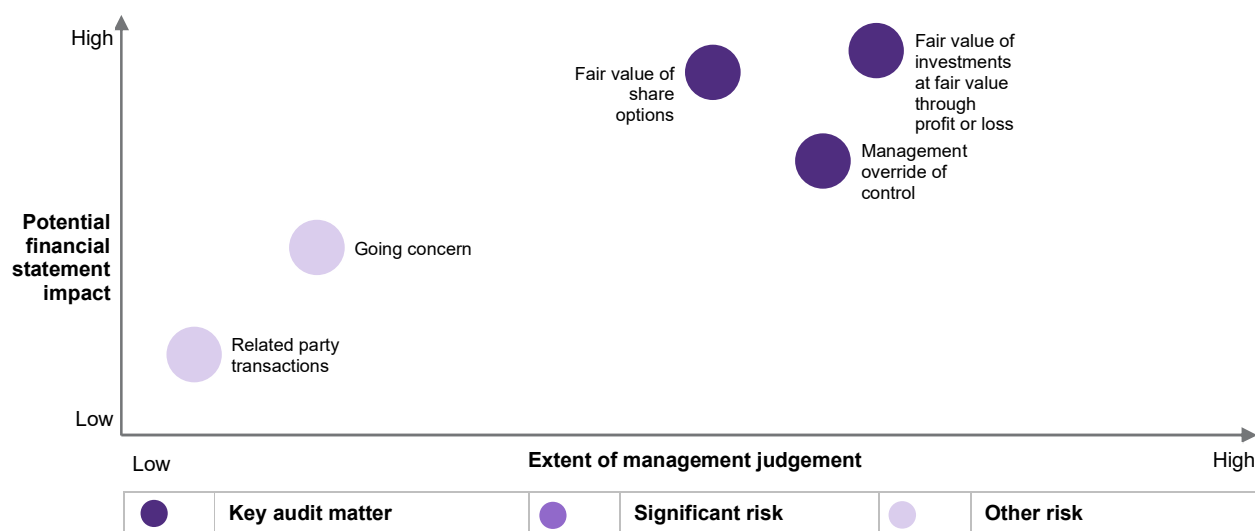 High
Fair value of
share
options
Fair value of
investments
at fair value
through
profit or loss
Management
override of
control
Potential
financial
statement
impact
Going concern
Related party
transactions
Low
Low
Extent of management judgement
High
Key audit matter
Significant risk
Other risk